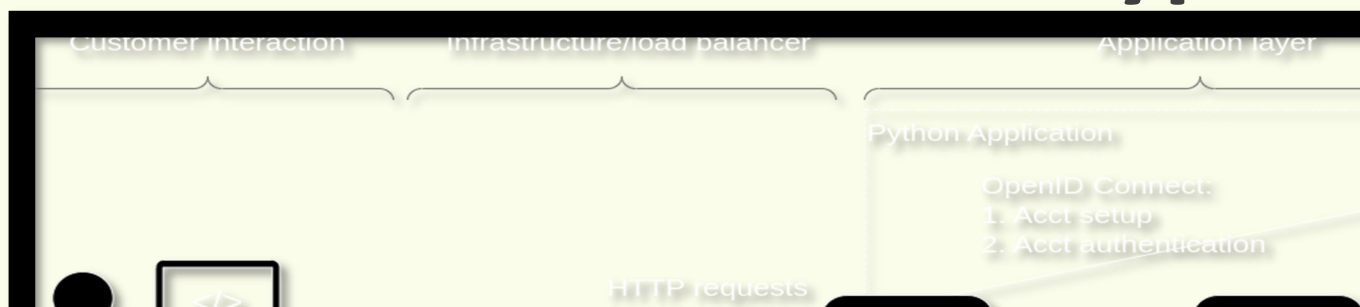 Customer interaction
Infrastructure/load balancer
Application layer
Python Application
OpenID Connect:
1. Acct setup
2. Acct authentication
HTTP requests
</>